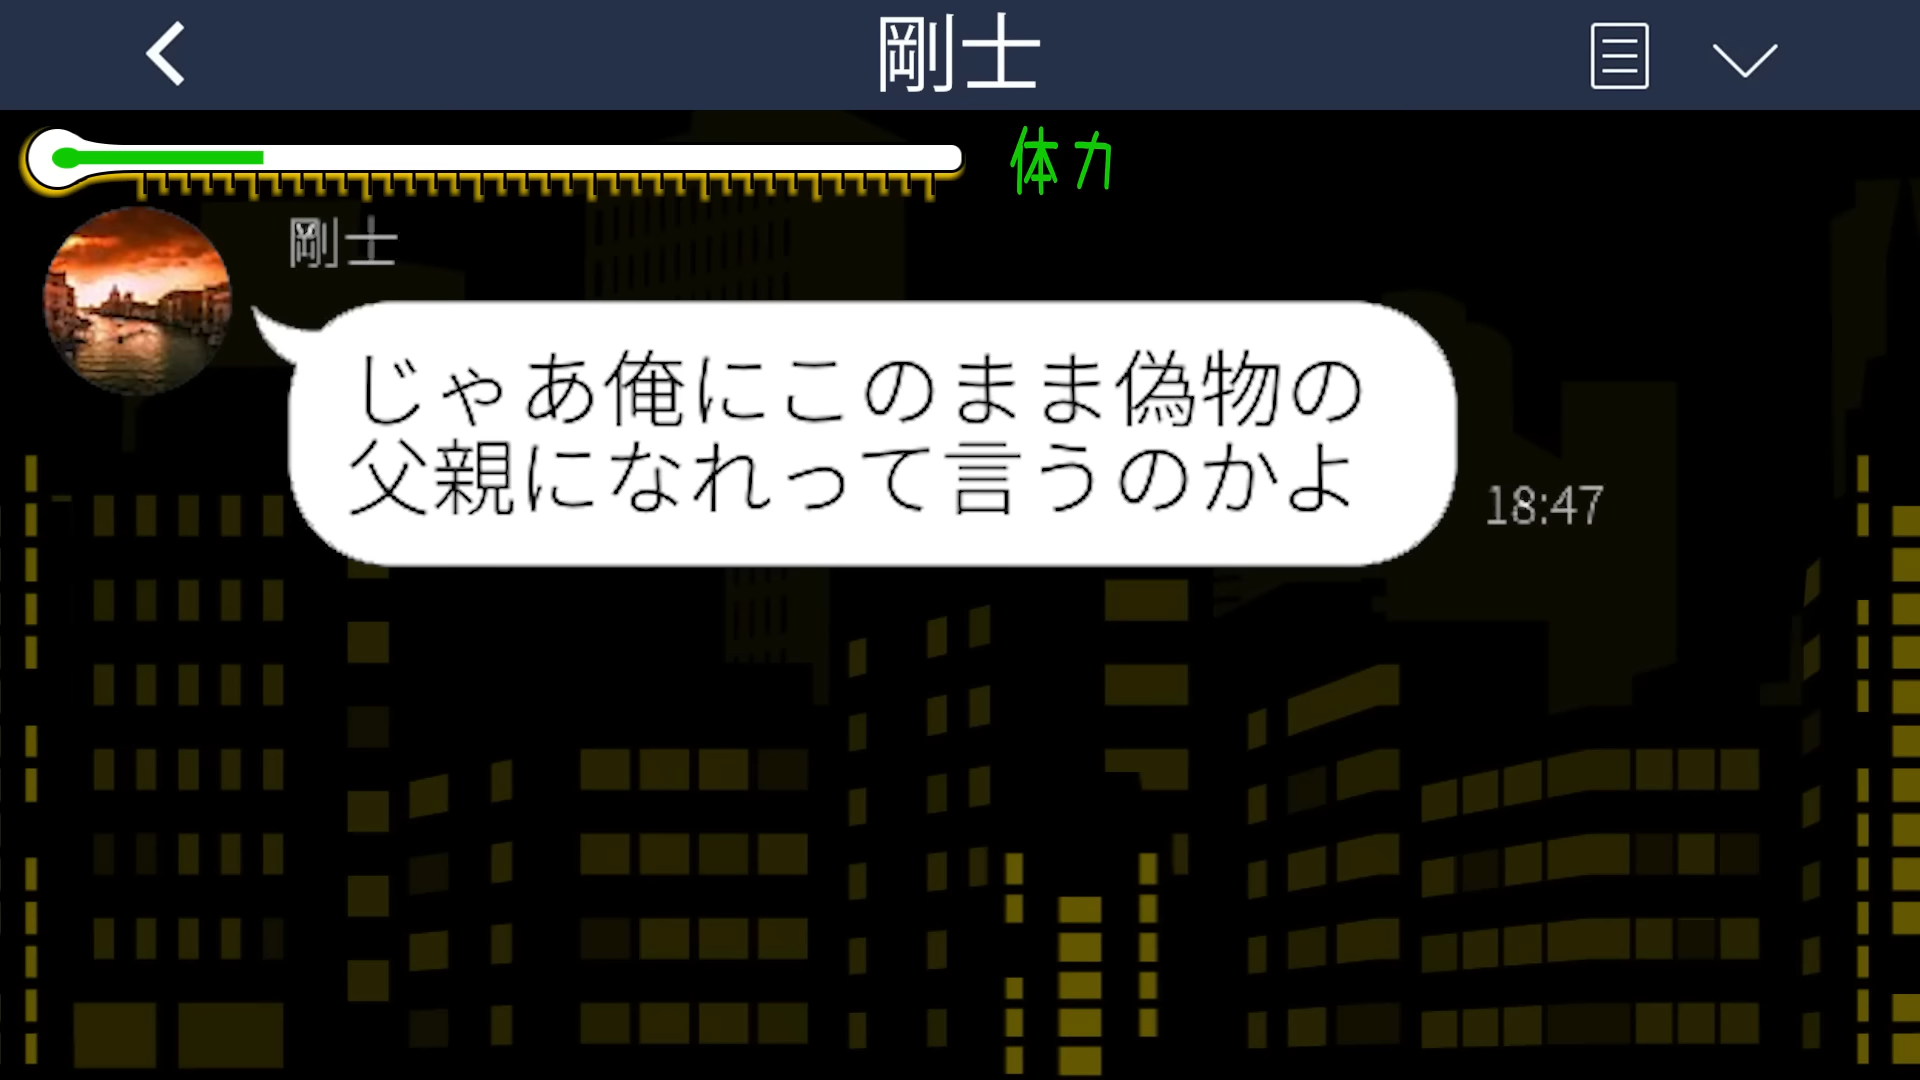 剛士
体力
剛士
じゃあ俺にこのまま偽物の
父親になれって言うのかよ
18:47